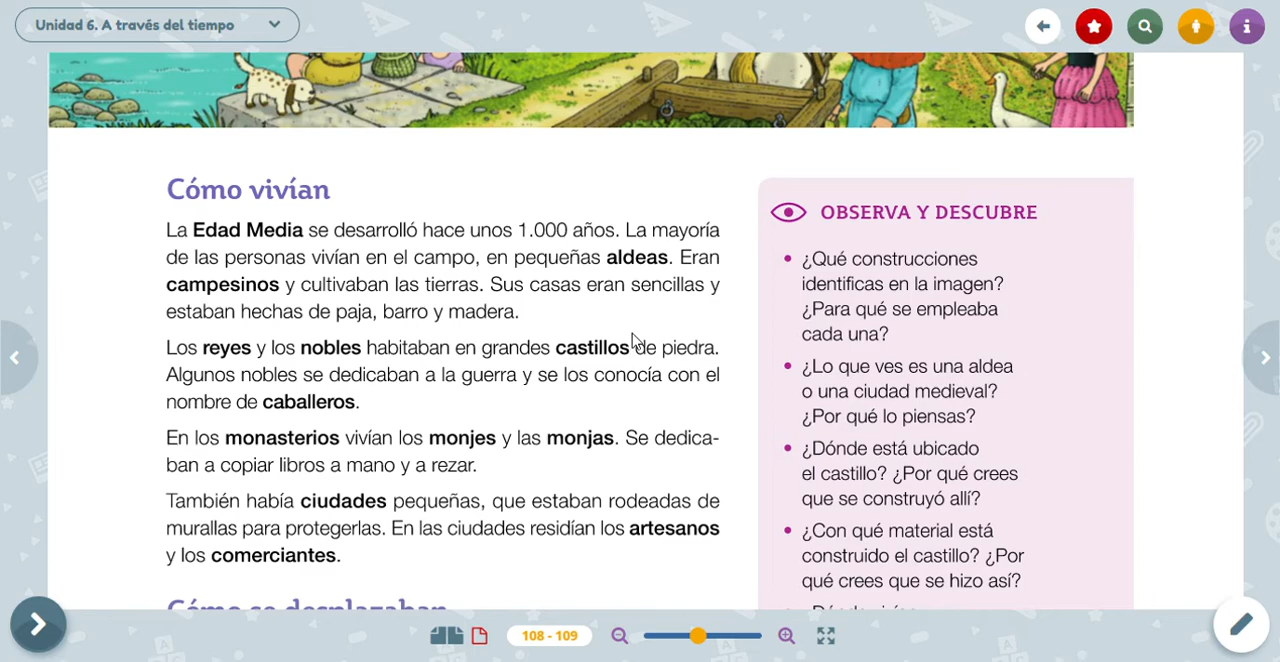 Unidad 6. A través del tiempo
Cómo vivían
La Edad Media se desarrolló hace unos 1.000 años. La mayoría
de las personas vivían en el campo, en pequeñas aldeas. Eran
campesinos y cultivaban las tierras. Sus casas eran sencillas y
estaban hechas de paja, barro y madera.
Los reyes y los nobles habitaban en grandes castillos de piedra.
Algunos nobles se dedicaban a la guerra y se los conocía con el
nombre de caballeros.
En los monasterios vivían los monjes y las monjas. Se dedica-
ban a copiar libros a mano y a rezar.
También había ciudades pequeñas, que estaban rodeadas de
murallas para protegerlas. En las ciudades residían los artesanos
y los comerciantes.
Cómo se desplazaban
OBSERVA Y DESCUBRE
• ¿Qué construcciones
identificas en la imagen?
¿Para qué se empleaba
cada una?
• ¿Lo que ves es una aldea
o una ciudad medieval?
¿Por qué lo piensas?
• ¿Dónde está ubicado
el castillo? ¿Por qué crees
que se construyó allí?
• ¿Con qué material está
construido el castillo? ¿Por
qué crees que se hizo así?
108 - 109